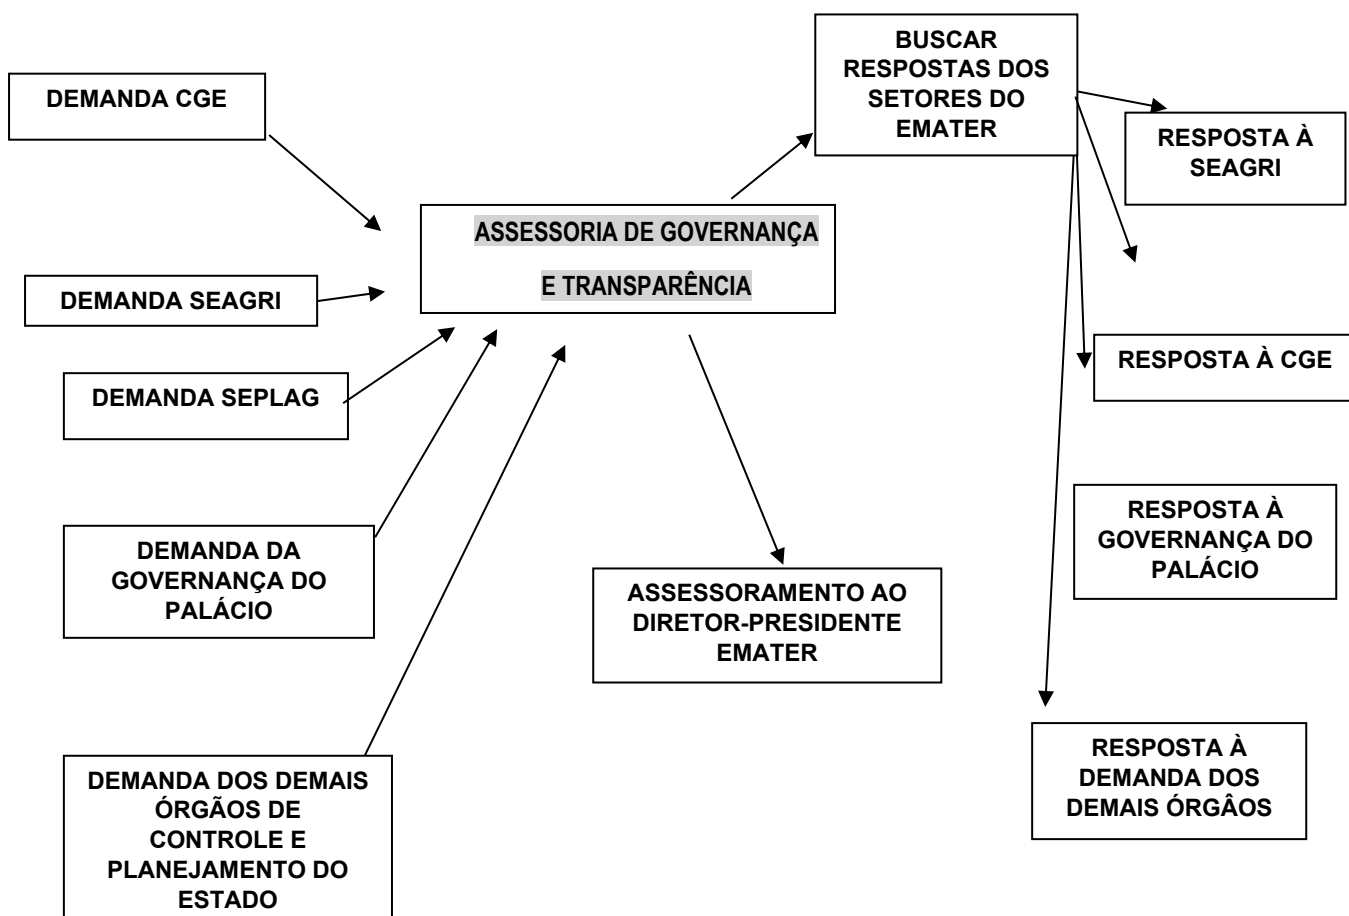 BUSCAR
RESPOSTAS DOS
SETORES DO
EMATER
DEMANDA CGE
RESPOSTA À
SEAGRI
ASSESSORIA DE GOVERNANÇA
E TRANSPARÊNCIA
DEMANDA SEAGRI
RESPOSTA À CGE
DEMANDA SEPLAG
RESPOSTA À
GOVERNANÇA DO
PALÁCIO
DEMANDA DA
GOVERNANÇA DO
PALÁCIO
ASSESSORAMENTO AO
DIRETOR-PRESIDENTE
EMATER
RESPOSTA À
DEMANDA DOS
DEMAIS ÓRGÂOS
DEMANDA DOS DEMAIS
ÓRGÃOS DE
CONTROLE E
PLANEJAMENTO DO
ESTADO